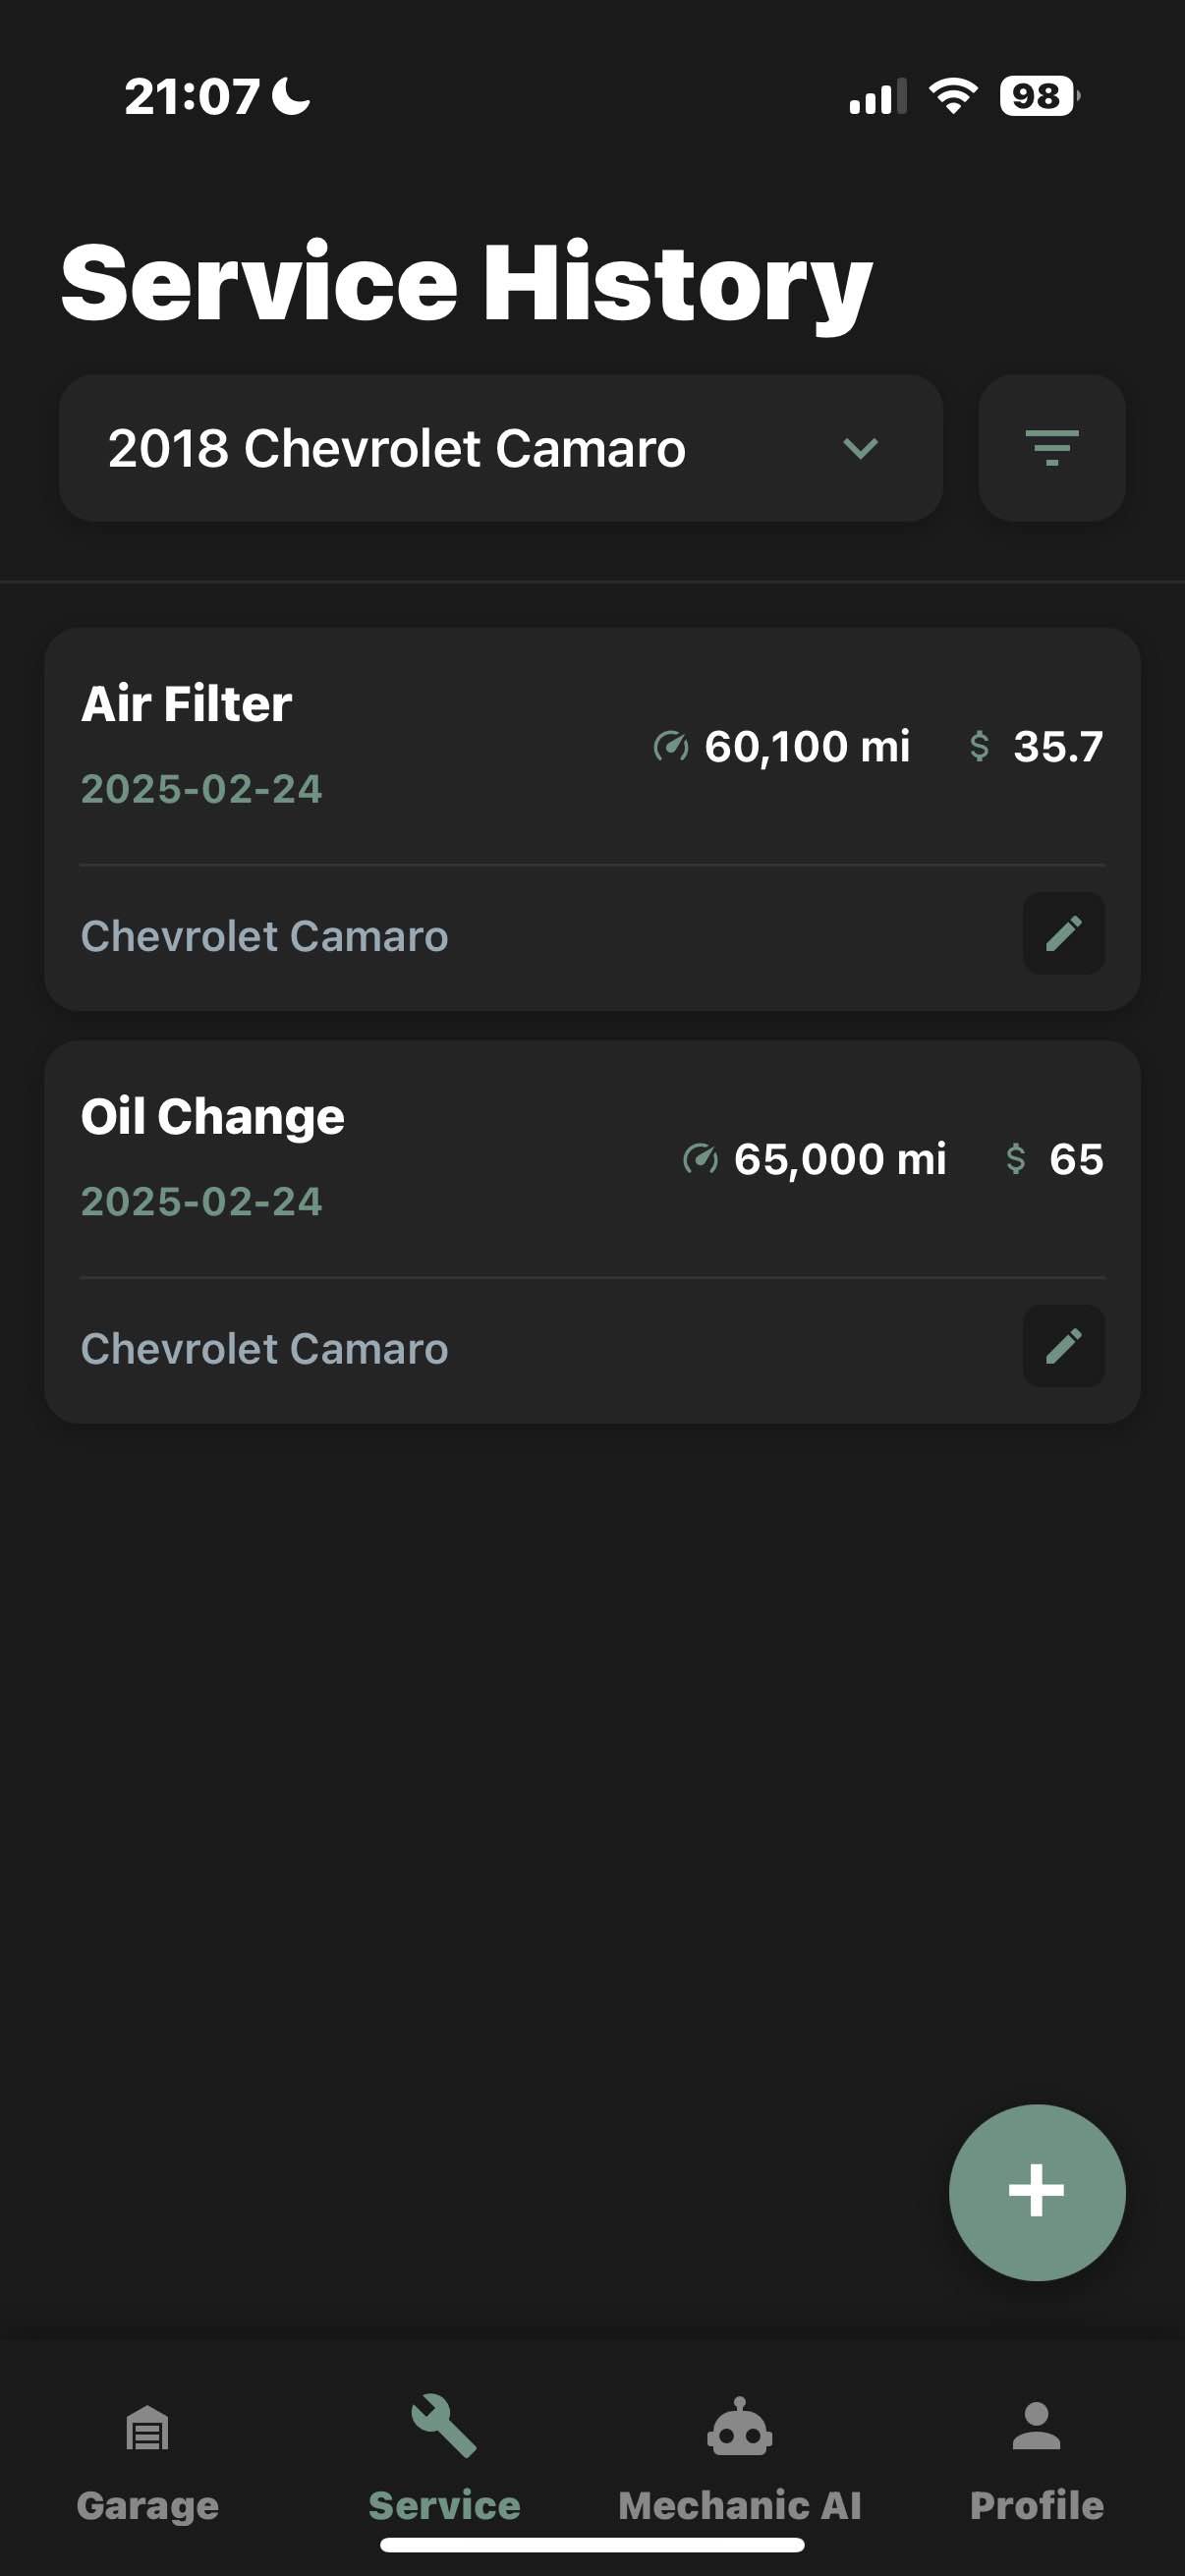 21:07
98
Service History
2018 Chevrolet Camaro
Air Filter
60,100 mi $ 35.7
2025-02-24
Chevrolet Camaro
Oil Change
65,000 mi $ 65
2025-02-24
Chevrolet Camaro
+
Garage Service Mechanic AI Profile